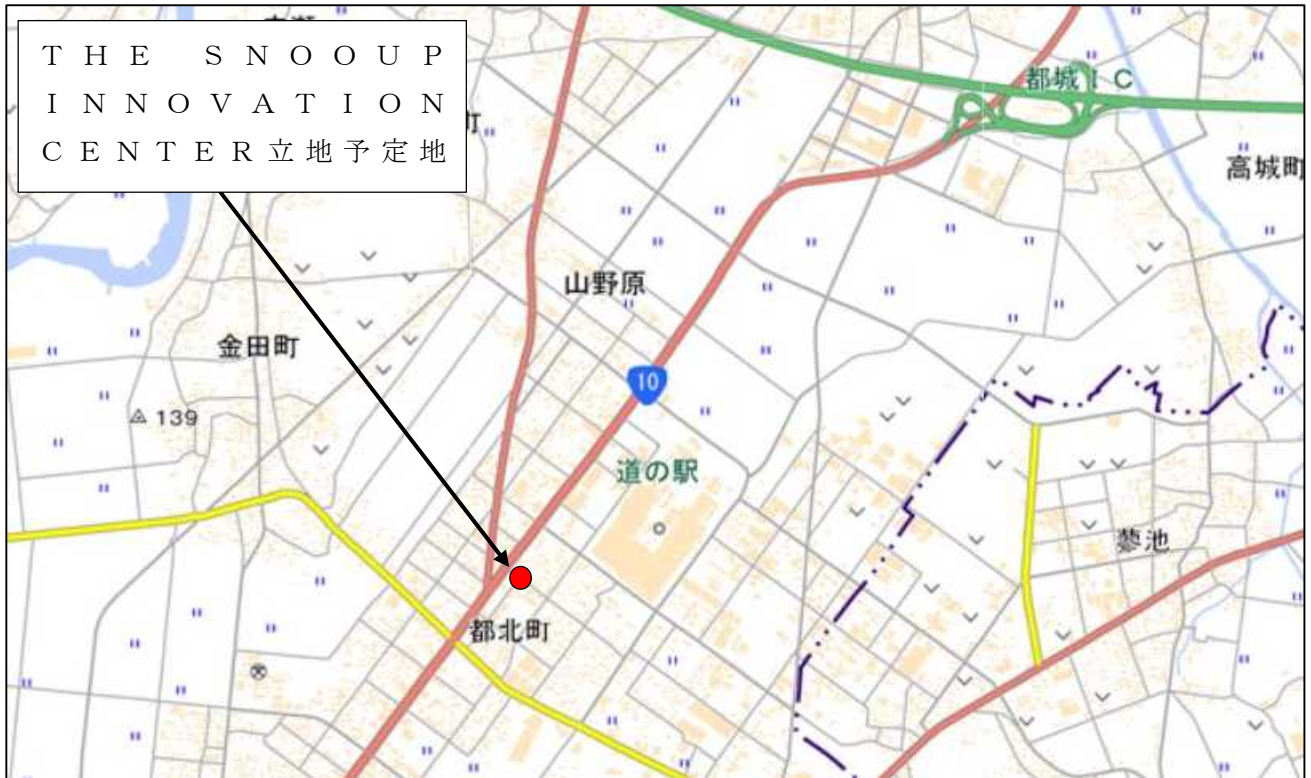 THE SNOOUP
INNOVATION
CENTER立地予定地
町
都城IC
高城町
山野原
金田町
10
139
道の駅
蓼池
都北町